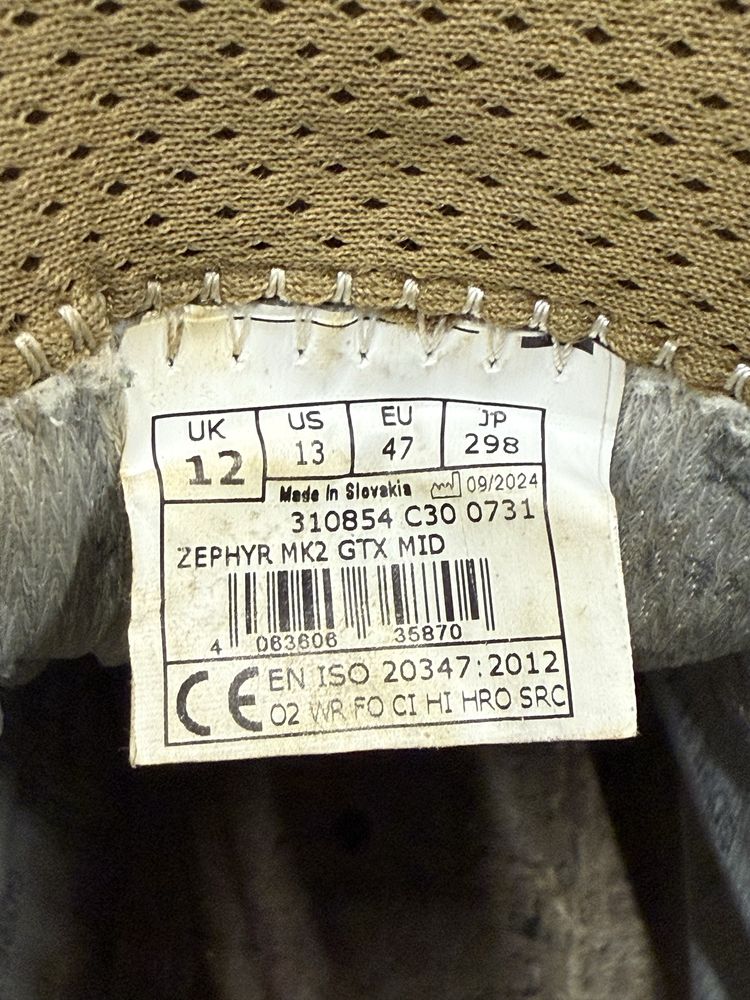 UK US EU JP
12 13 47 298
Made in Slovakia 09/2024
310854 C30 0731
ZEPHYR MK2 GTX MID
4 063606 35870
CE EN ISO 20347:2012
O2 WR FO CI HI HRO SRC